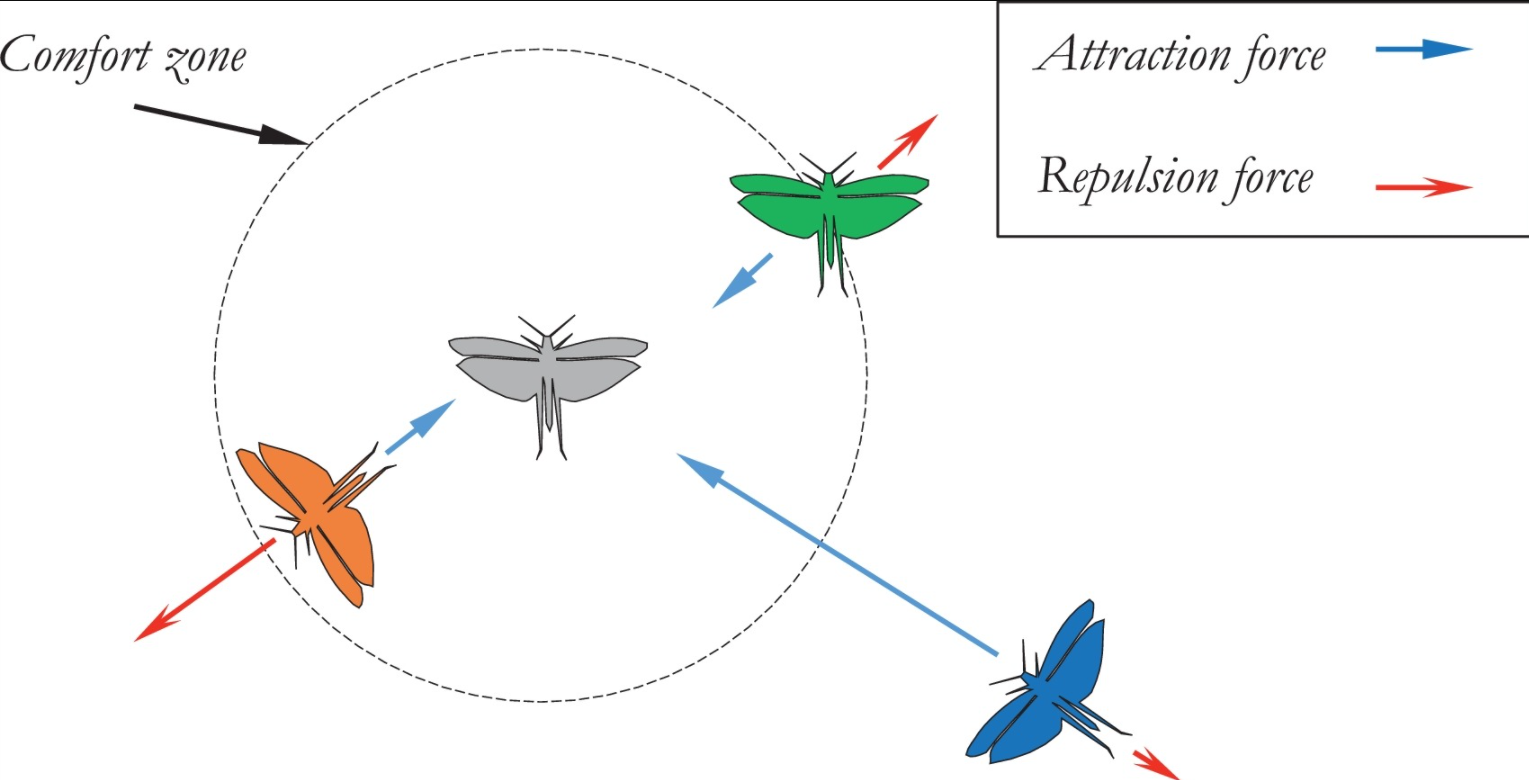 Comfort zone
Attraction force
Repulsion force